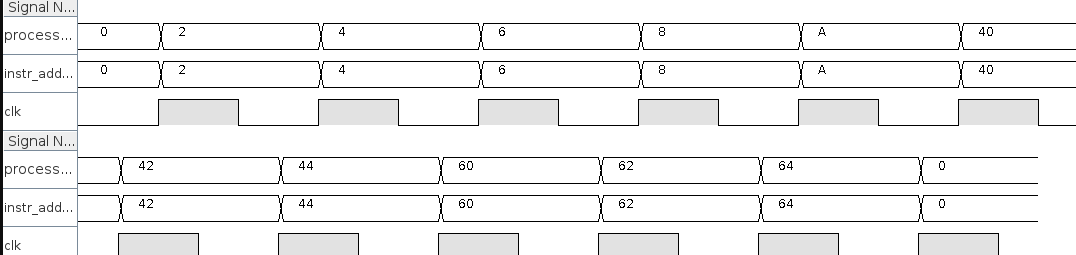 Signal N...
process... 0 2 4 6 8 A 40
instr_add... 0 2 4 6 8 A 40
clk
Signal N...
process... 42 44 60 62 64 0
instr_add... 42 44 60 62 64 0
clk